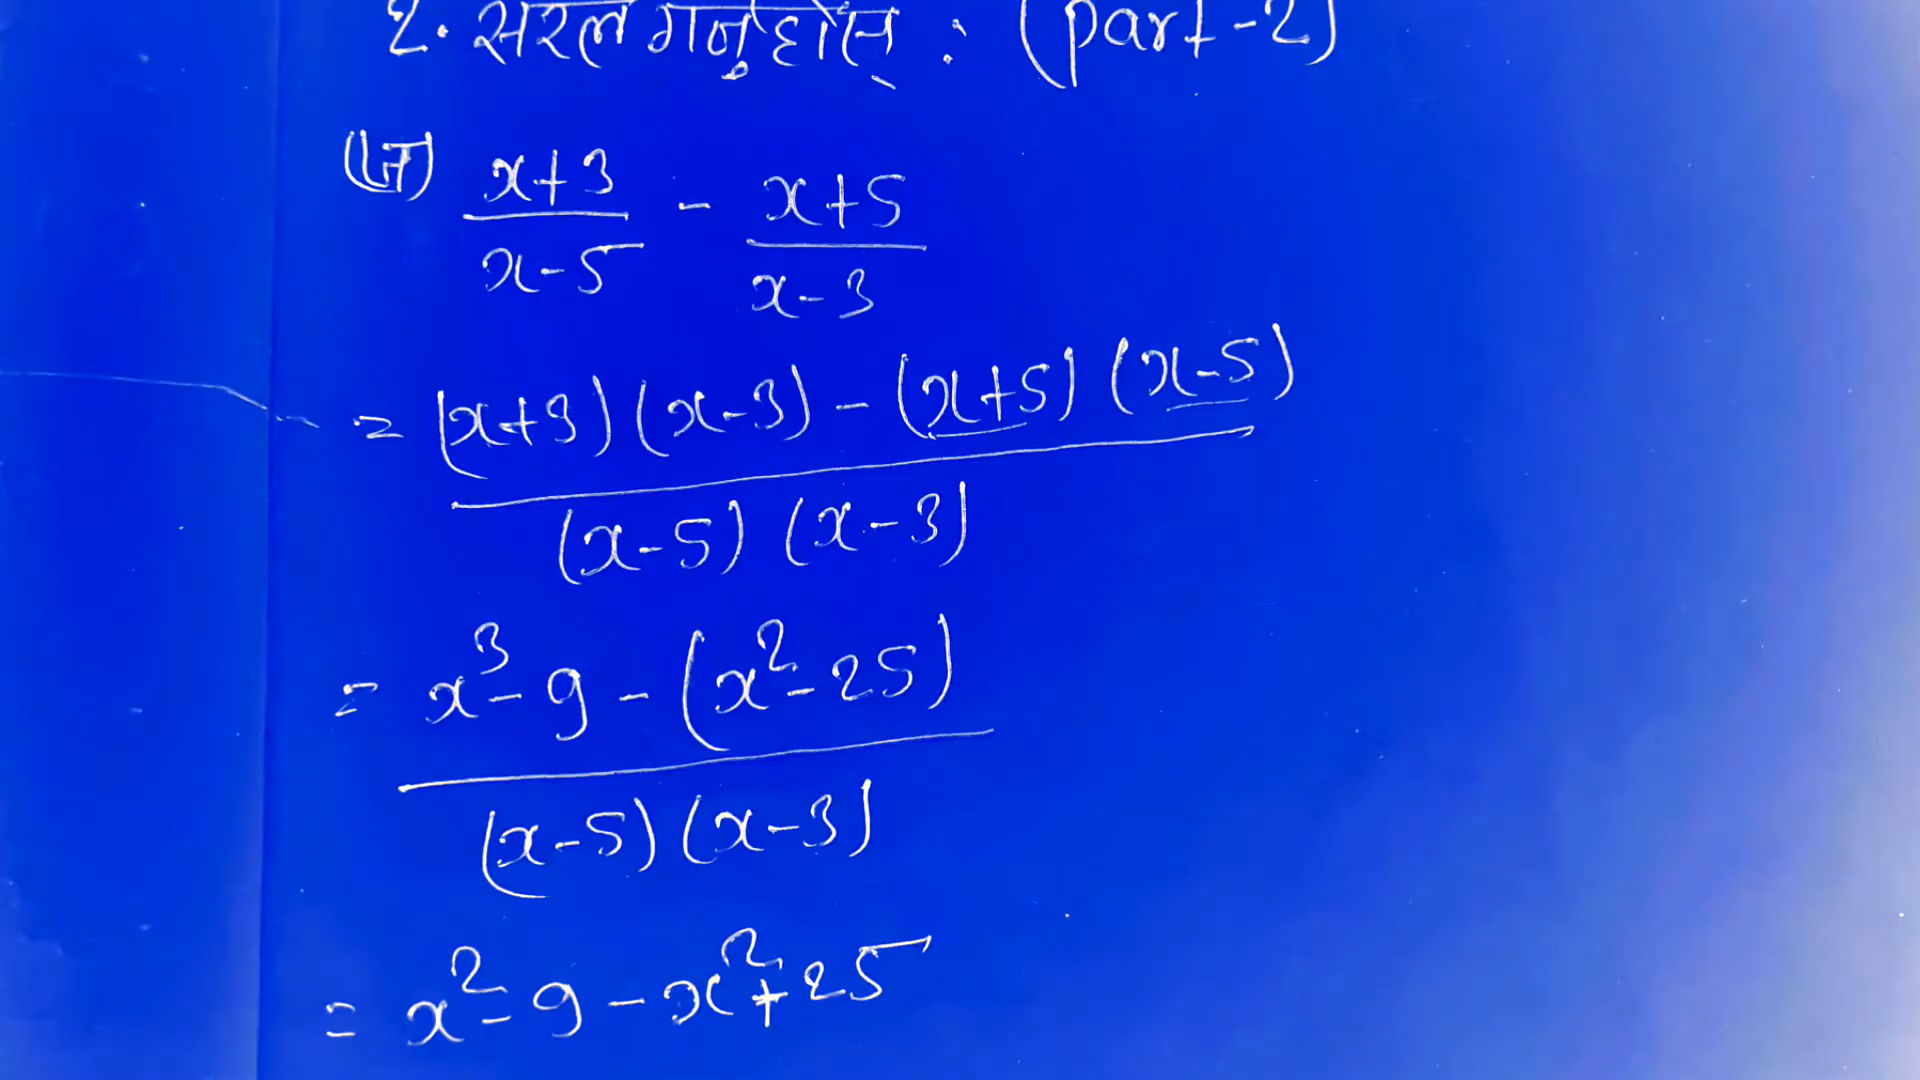 2. सरल गर्नुहोस् : (part-2)
(ज) x+3/x-5 - x+5/x-3
= (x+3)(x-3) - (x+5)(x-5)
(x-5)(x-3)
= x³-9-(x²-25)
(x-5)(x-3)
= x²-9-x²+25